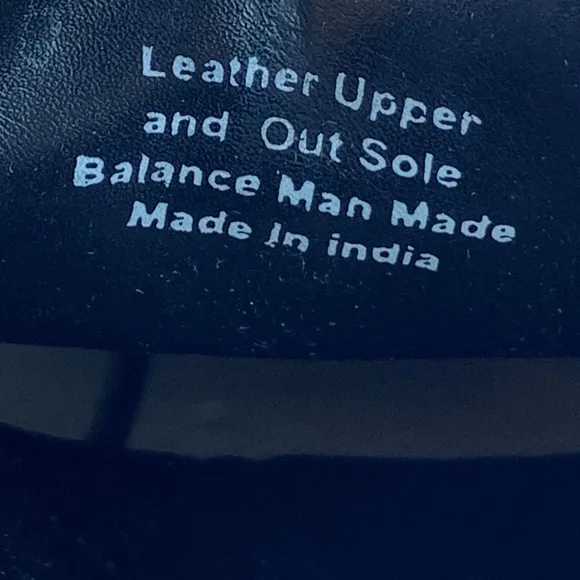 Leather Upper
and Out Sole
Balance Man Made
Made In india